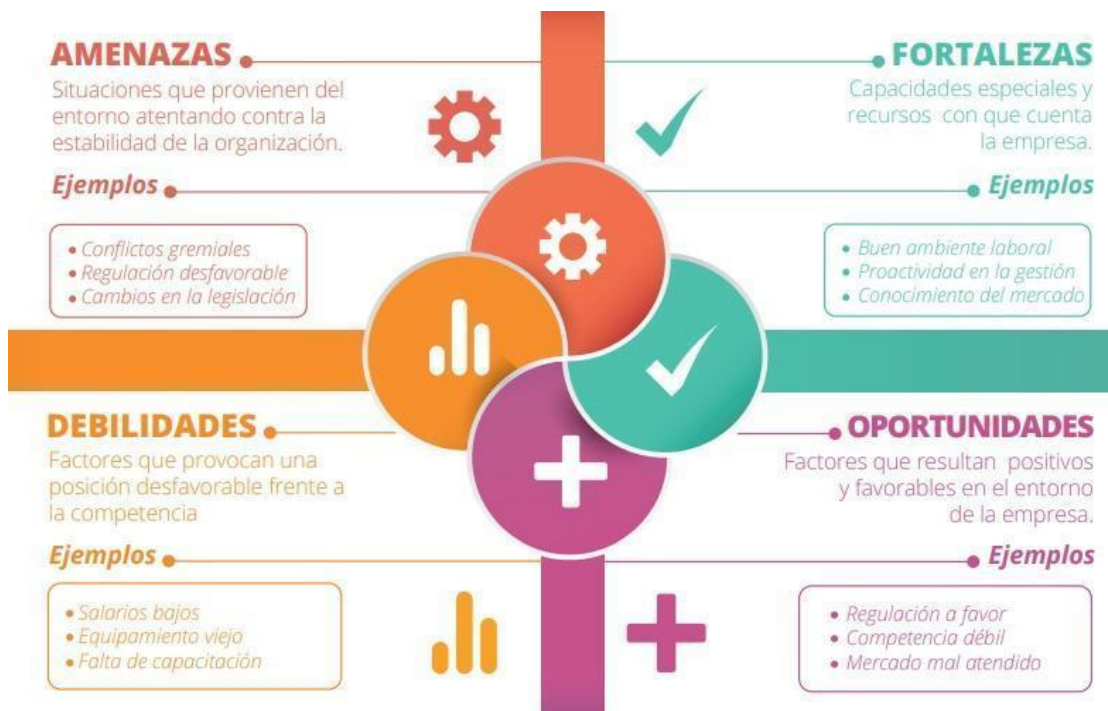 AMENAZAS
Situaciones que provienen del
entorno atentando contra la
estabilidad de la organización.
Ejemplos
• Conflictos gremiales
• Regulación desfavorable
• Cambios en la legislación
FORTALEZAS
Capacidades especiales y
recursos con que cuenta
la empresa.
Ejemplos
• Buen ambiente laboral
• Proactividad en la gestión
• Conocimiento del mercado
DEBILIDADES
Factores que provocan una
posición desfavorable frente a
la competencia
Ejemplos
• Salarios bajos
• Equipamiento viejo
• Falta de capacitación
OPORTUNIDADES
Factores que resultan positivos
y favorables en el entorno
de la empresa.
Ejemplos
• Regulación a favor
• Competencia débil
• Mercado mal atendido